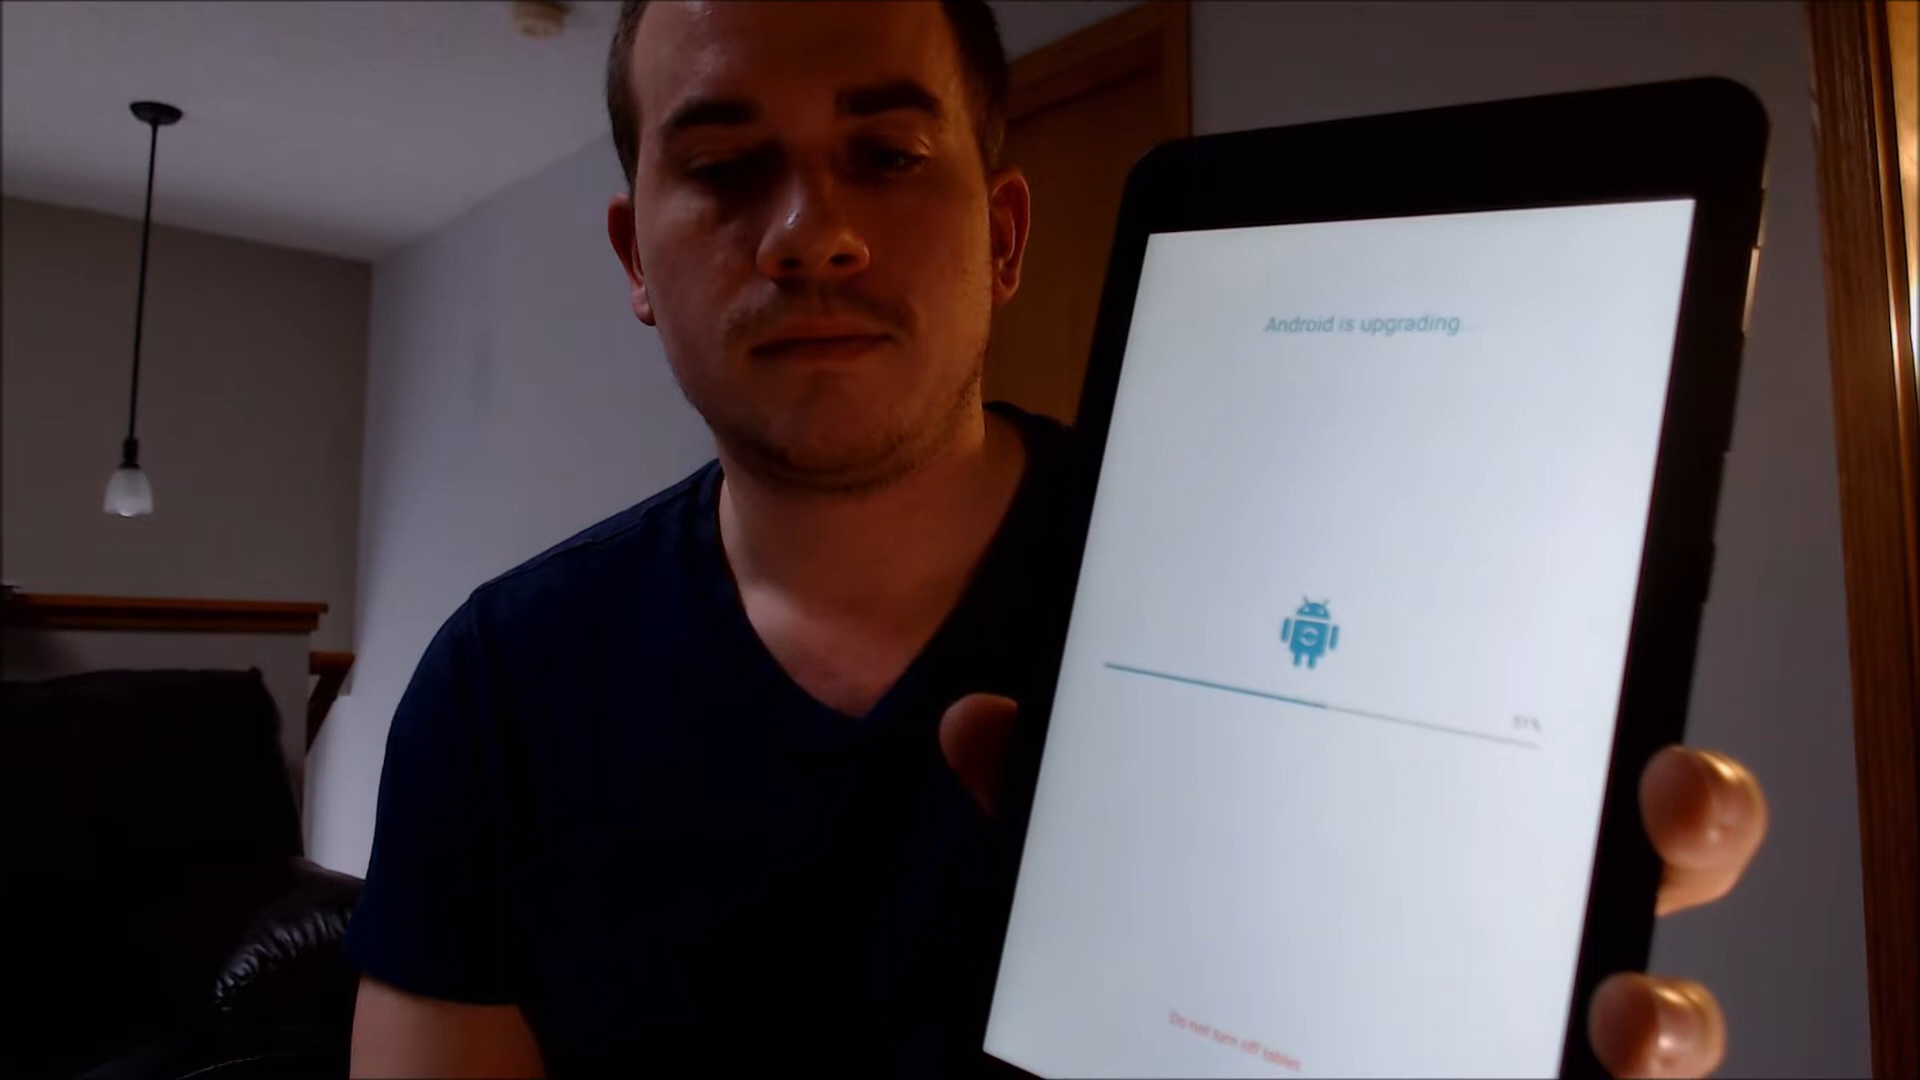 Android is upgrading...
51%
Do not turn off tablet.